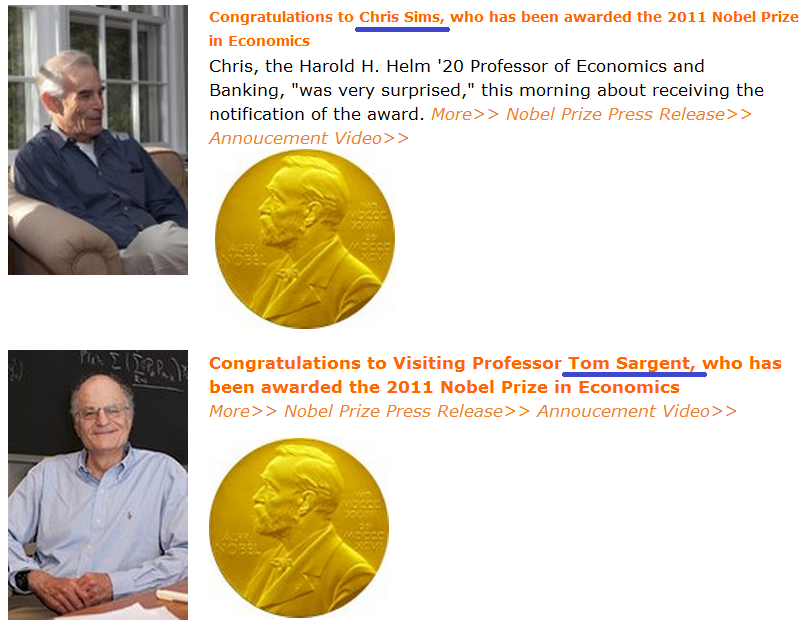 Congratulations to Chris Sims, who has been awarded the 2011 Nobel Prize
in Economics
Chris, the Harold H. Helm '20 Professor of Economics and
Banking, "was very surprised," this morning about receiving the
notification of the award. More>> Nobel Prize Press Release>>
Annoucement Video>>
NOBEL
Congratulations to Visiting Professor Tom Sargent, who has
been awarded the 2011 Nobel Prize in Economics
More>> Nobel Prize Press Release>> Annoucement Video>>
NOBEL